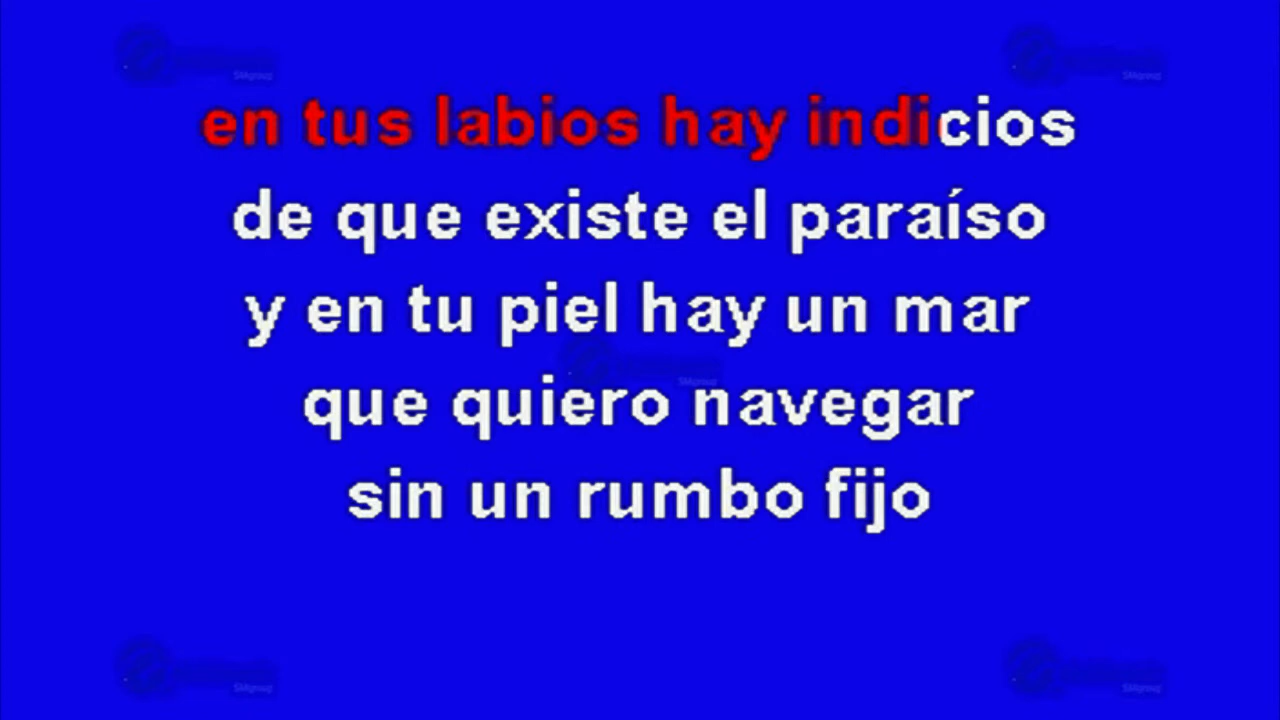 en tus labios hay indicios
de que existe el paraíso
y en tu piel hay un mar
que quiero navegar
sin un rumbo fijo